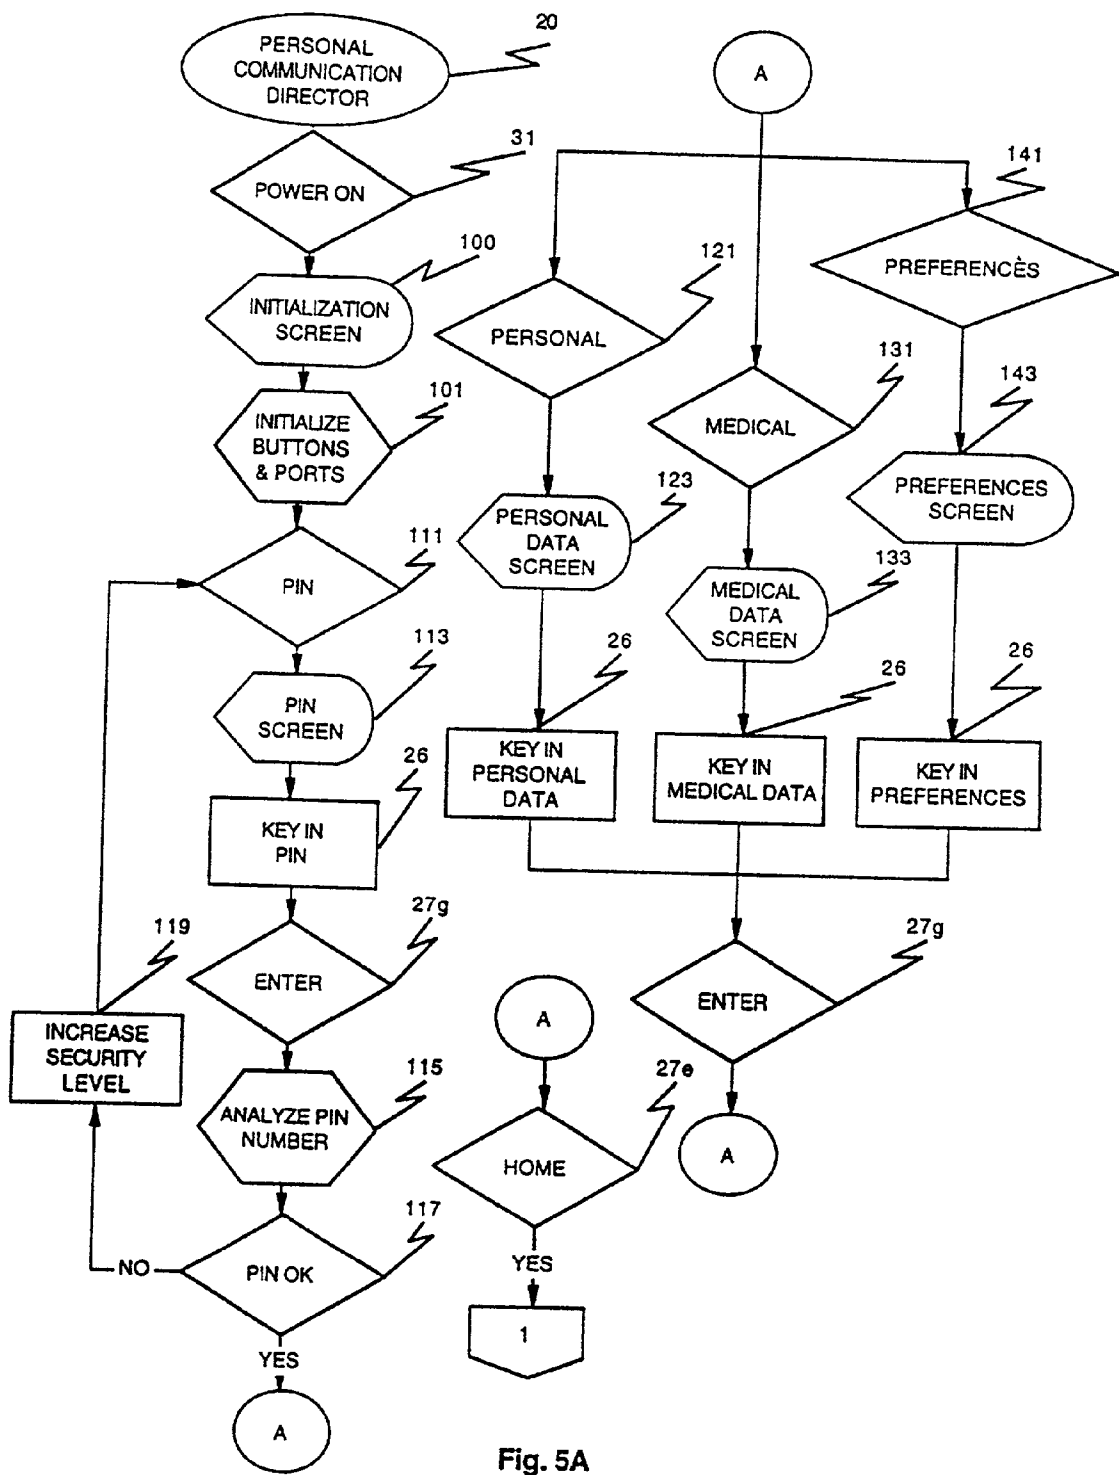 20
PERSONAL
COMMUNICATION
DIRECTOR
31
POWER ON
100
INITIALIZATION
SCREEN
101
INITIALIZE
BUTTONS
& PORTS
111
PIN
113
PIN
SCREEN
26
KEY IN
PIN
27g
ENTER
119
INCREASE
SECURITY
LEVEL
115
ANALYZE PIN
NUMBER
117
PIN OK
NO
YES
A
A
121
PERSONAL
123
PERSONAL
DATA
SCREEN
26
KEY IN
PERSONAL
DATA
131
MEDICAL
133
MEDICAL
DATA
SCREEN
26
KEY IN
MEDICAL DATA
141
PREFERENCÈS
143
PREFERENCES
SCREEN
26
KEY IN
PREFERENCES
27g
ENTER
A
A
27e
HOME
YES
1
Fig. 5A